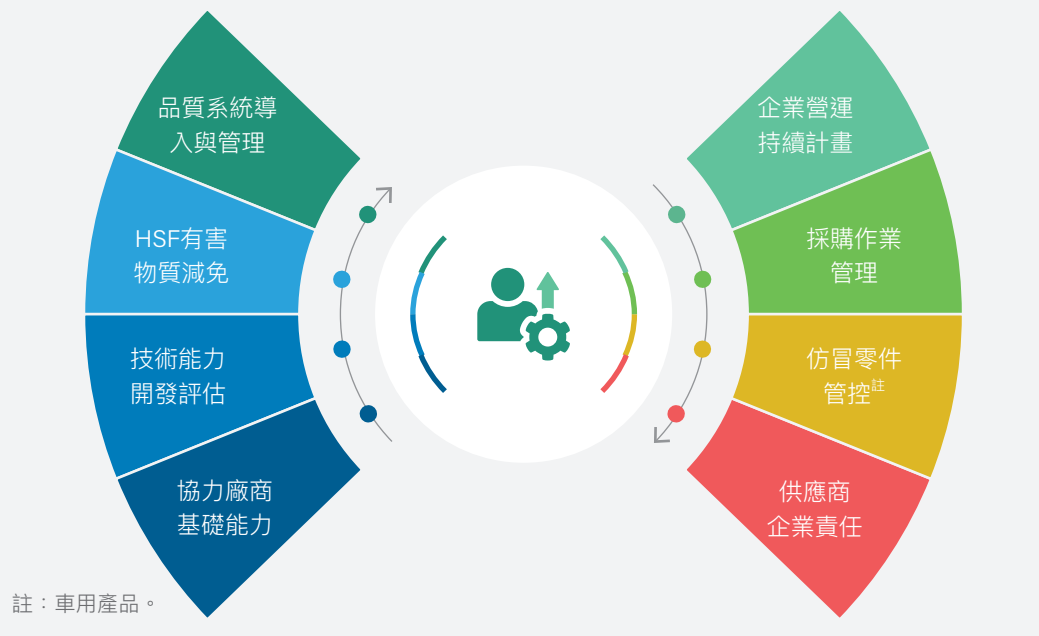 品質系統導
入與管理
HSF有害
物質減免
技術能力
開發評估
協力廠商
基礎能力
企業營運
持續計畫
採購作業
管理
仿冒零件
管控註
供應商
企業責任
註：車用產品。